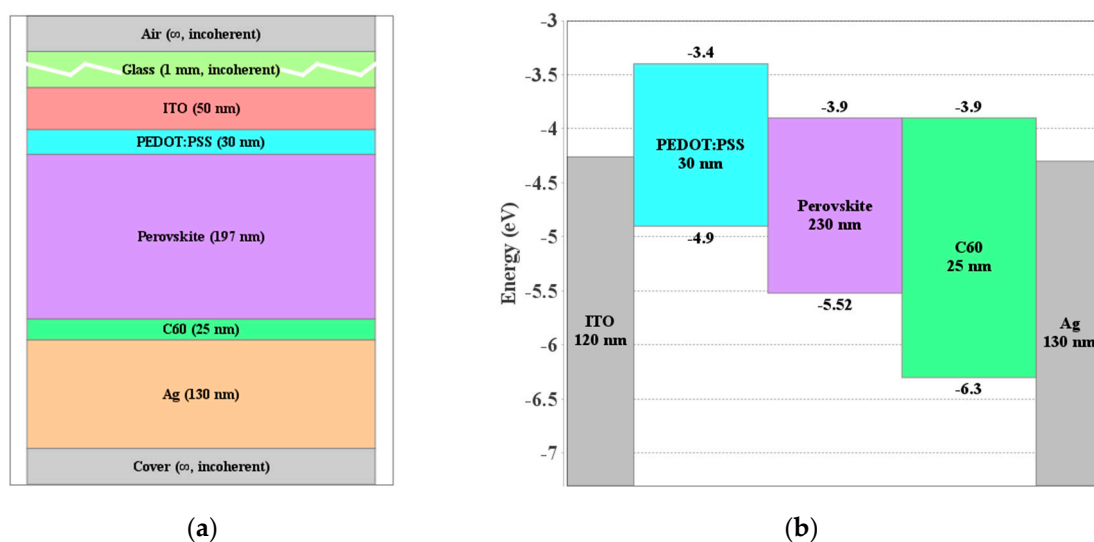 Air (∞, incoherent)
Glass (1 mm, incoherent)
ITO (50 nm)
PEDOT:PSS (30 nm)
Perovskite (197 nm)
C60 (25 nm)
Ag (130 nm)
Cover (∞, incoherent)
(a)
Energy (eV)
-3
-3.5
-4
-4.5
-5
-5.5
-6
-6.5
-7
ITO
120 nm
-3.4
PEDOT:PSS
30 nm
-4.9
-3.9
Perovskite
230 nm
-5.52
-3.9
C60
25 nm
-6.3
Ag
130 nm
(b)